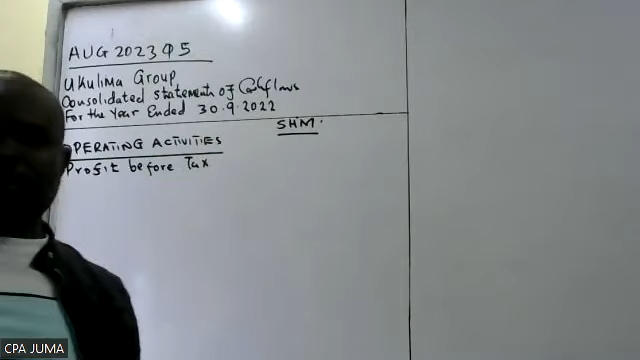 AUG 2023 Q5
Ukulima Group
Consolidated statement of Cashflows
For the Year Ended 30.9.2022
SHM.
OPERATING ACTIVITIES
Profit before Tax
CPA JUMA